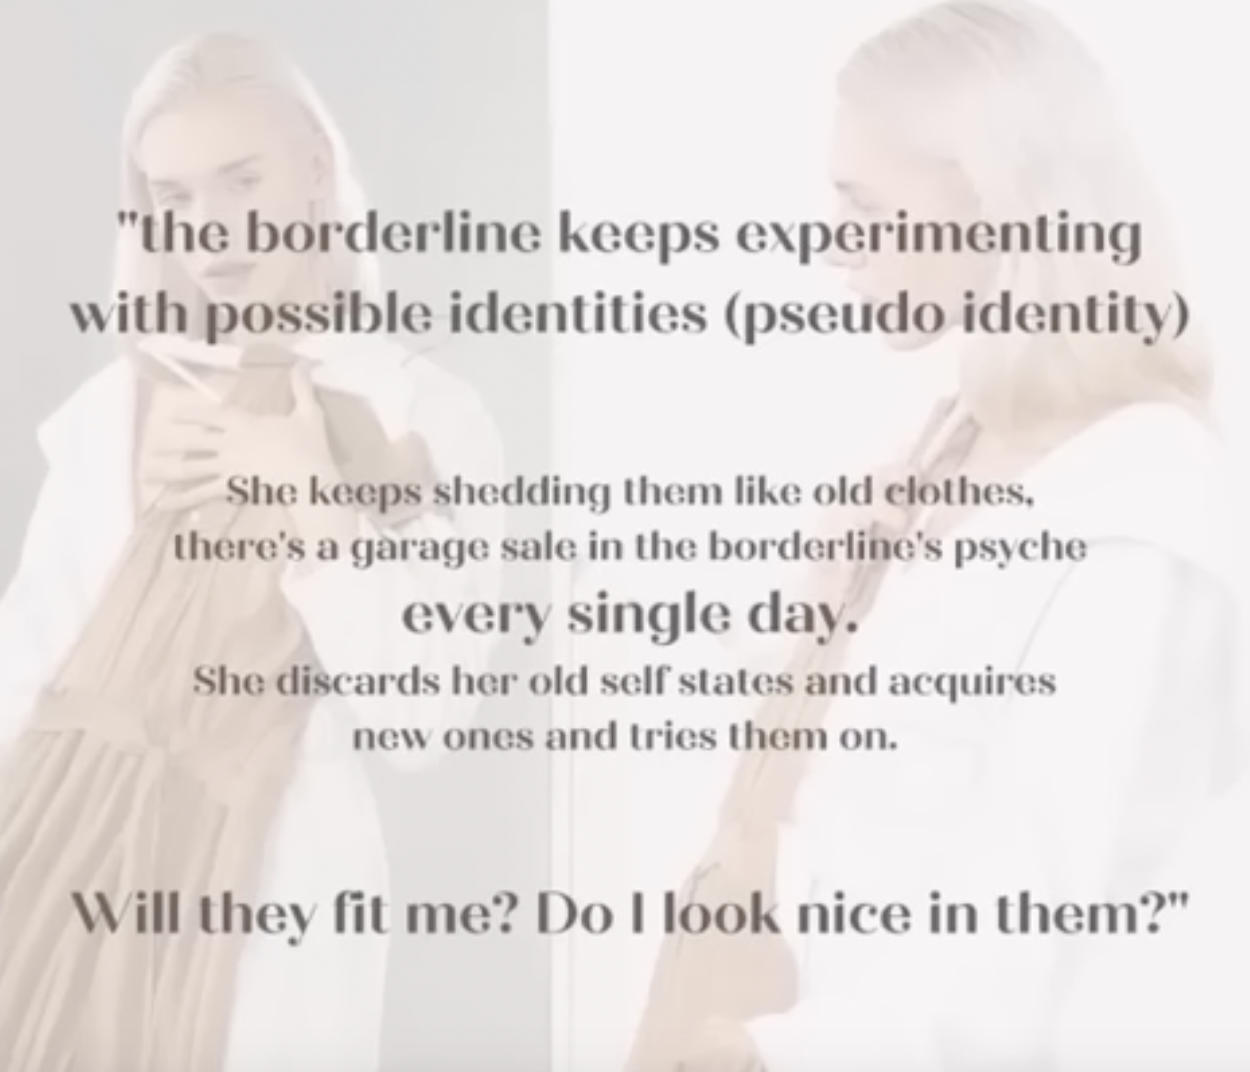 "the borderline keeps experimenting
with possible identities (pseudo identity)
She keeps shedding them like old clothes,
there's a garage sale in the borderline's psyche
every single day.
She discards her old self states and acquires
new ones and tries them on.
Will they fit me? Do I look nice in them?"